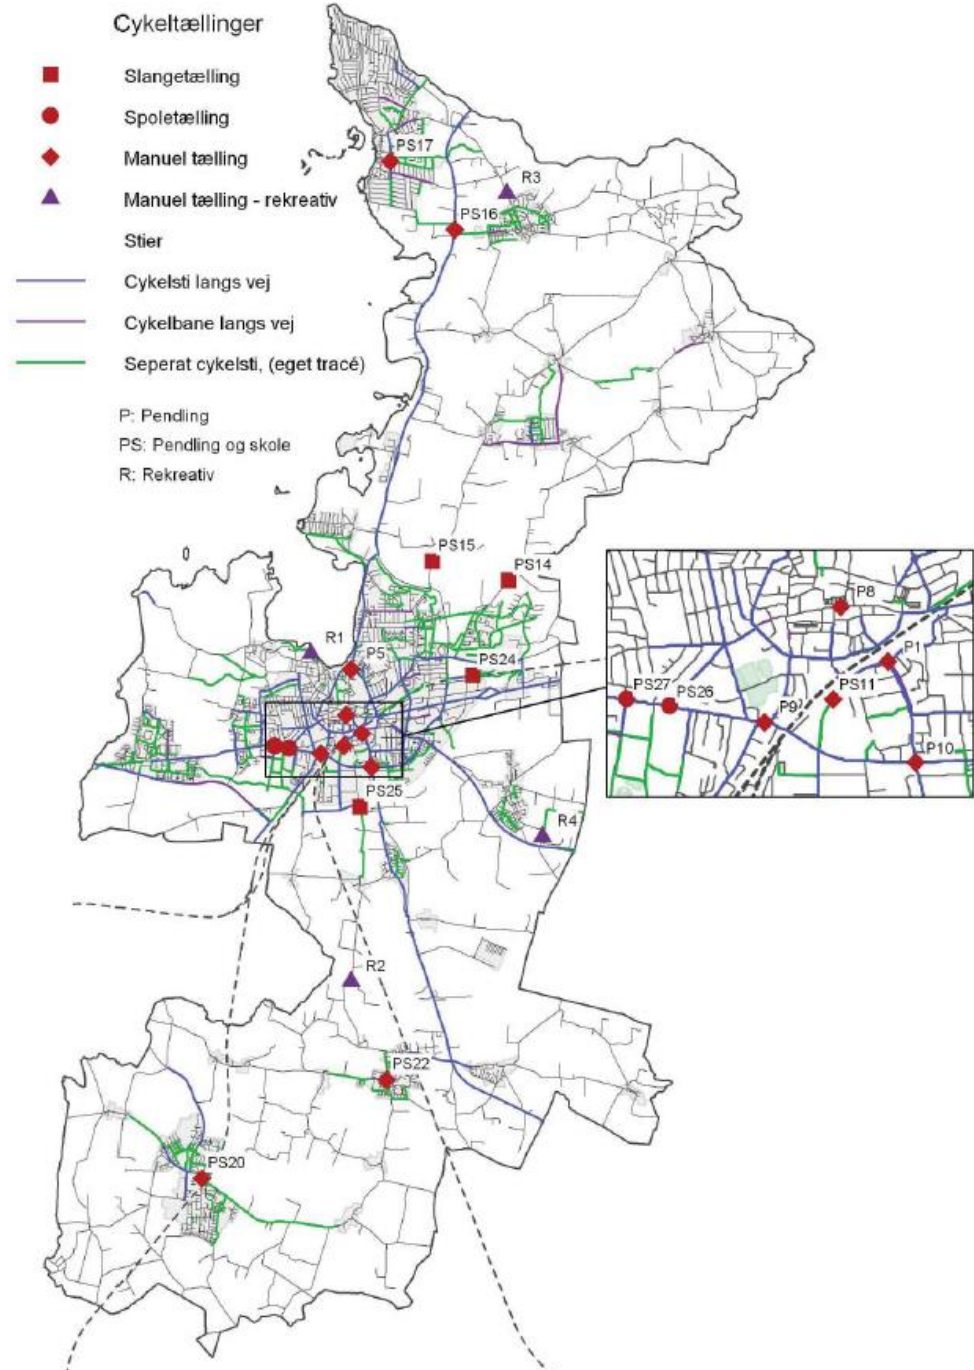 Cykeltællinger
Slangetælling
Spoletælling
Manuel tælling
Manuel tælling - rekreativ
Stier
Cykelsti langs vej
Cykelbane langs vej
Seperat cykelsti, (eget tracé)
P: Pendling
PS: Pendling og skole
R: Rekreativ
PS17
R3
PS16
PS15
PS14
R1
P5
PS24
PS25
R4
R2
PS22
PS20
P8
P1
PS27
PS26
PS11
P9
P10